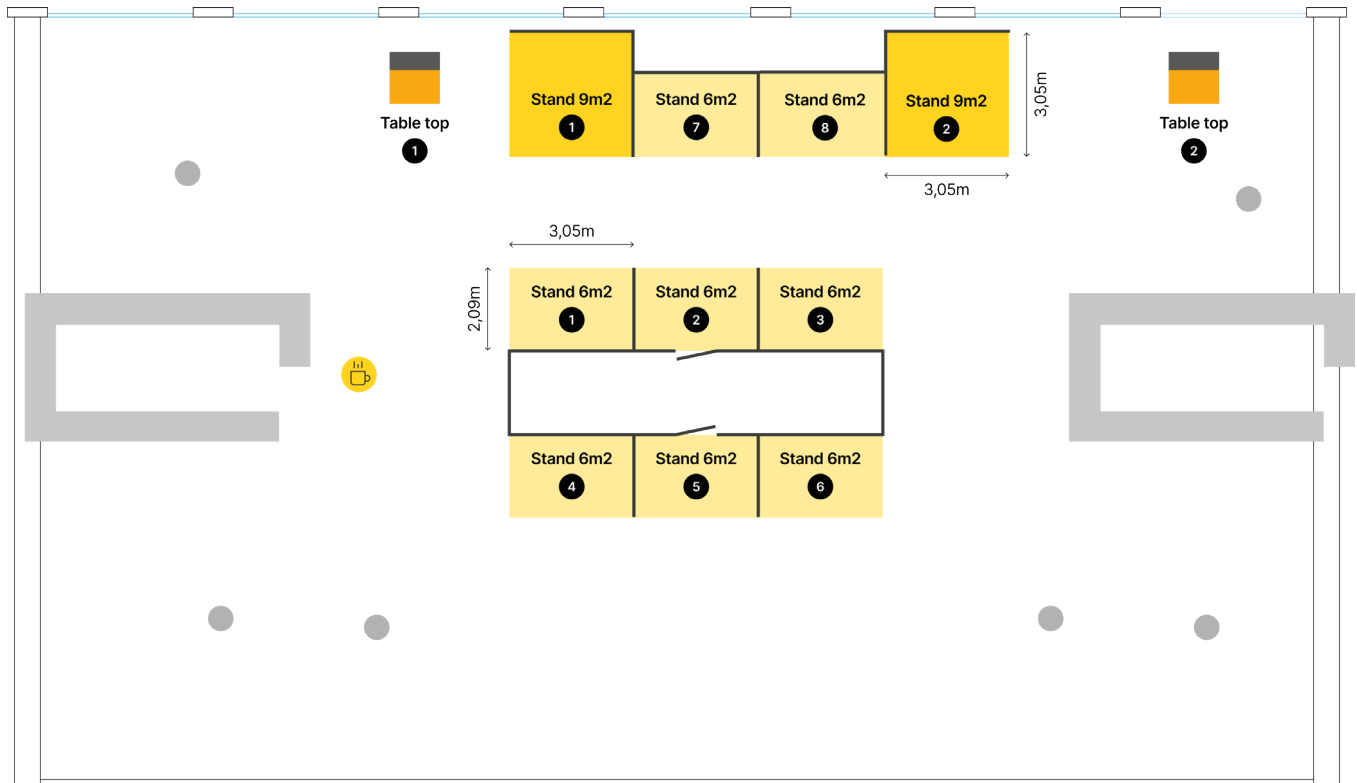 Stand 9m2
1
Stand 6m2
7
Stand 6m2
8
Stand 9m2
2
3,05m
3,05m
Table top
1
Table top
2
3,05m
2,09m
Stand 6m2
1
Stand 6m2
2
Stand 6m2
3
Stand 6m2
4
Stand 6m2
5
Stand 6m2
6